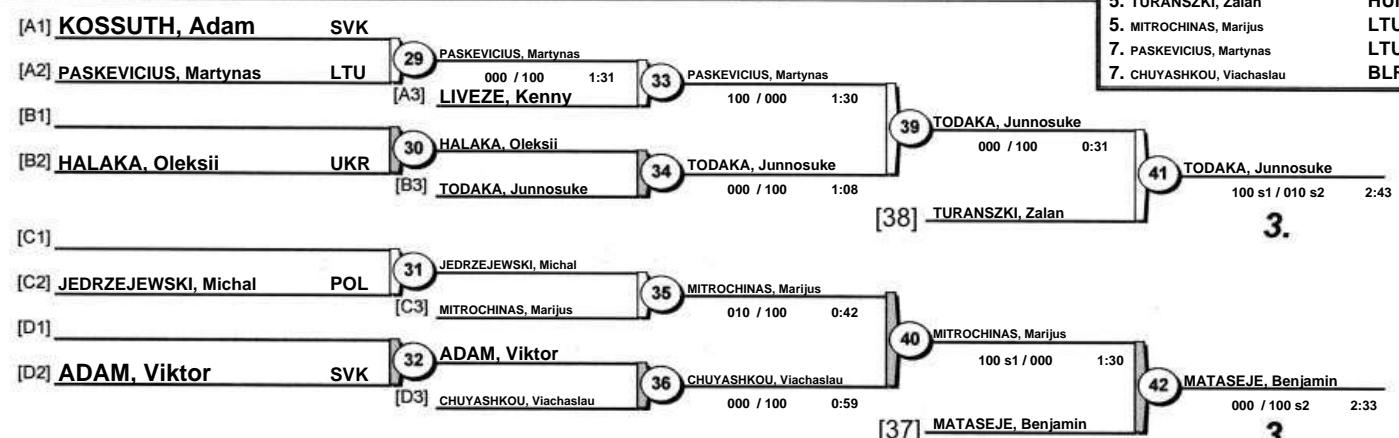 5. TURANSZKI, Zalan
5. MITROCHINAS, Marijus LTU
7. PASKEVICIUS, Martynas LTU
7. CHUYASHKOU, Viachaslau
[A1] KOSSUTH, Adam SVK
[A2] PASKEVICIUS, Martynas LTU
29 PASKEVICIUS, Martynas
000 / 100 1:31
[A3] LIVEZE, Kenny
33 PASKEVICIUS, Martynas
100 / 000 1:30
[B1]
[B2] HALAKA, Oleksii UKR
30 HALAKA, Oleksii
[B3] TODAKA, Junnosuke
34 TODAKA, Junnosuke
000 / 100 1:08
39 TODAKA, Junnosuke
000 / 100 0:31
[38] TURANSZKI, Zalan
41 TODAKA, Junnosuke
100 s1 / 010 s2 2:43
3.
[C1]
[C2] JEDRZEJEWSKI, Michal POL
31 JEDRZEJEWSKI, Michal
[C3] MITROCHINAS, Marijus
35 MITROCHINAS, Marijus
010 / 100 0:42
[D1]
[D2] ADAM, Viktor SVK
32 ADAM, Viktor
[D3] CHUYASHKOU, Viachaslau
36 CHUYASHKOU, Viachaslau
000 / 100 0:59
40 MITROCHINAS, Marijus
100 s1 / 000 1:30
[37] MATASEJE, Benjamin
42 MATASEJE, Benjamin
000 / 100 s2 2:33
3